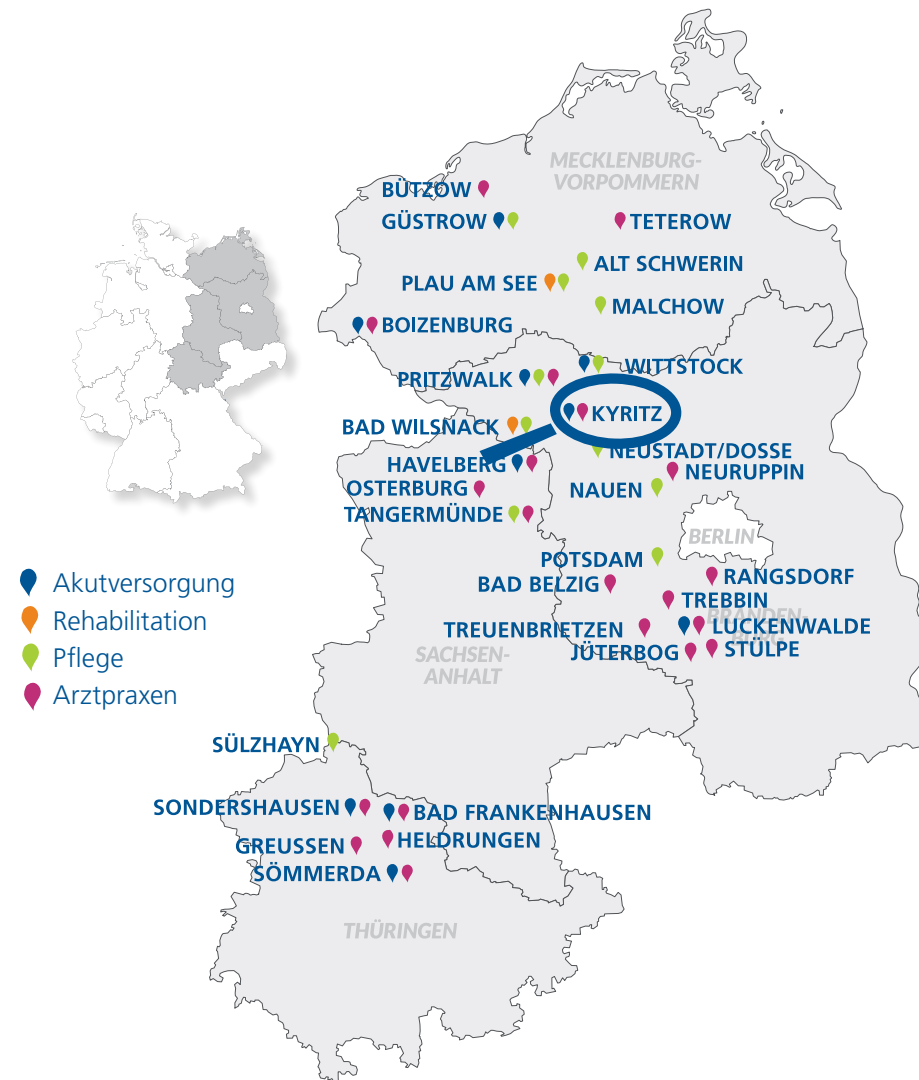 MECKLENBURG-
VORPOMMERN
BÜTZOW
GÜSTROW
TETEROW
ALT SCHWERIN
PLAU AM SEE
MALCHOW
BOIZENBURG
WITTSTOCK
PRITZWALK
KYRITZ
BAD WILSNACK
NEUSTADT/DOSSE
HAVELBERG
NEURUPPIN
OSTERBURG
NAUEN
TANGERMÜNDE
BERLIN
POTSDAM
BAD BELZIG
RANGSDORF
TREBBIN
BRANDEN-
BURG
TREUENBRIETZEN
LUCKENWALDE
JÜTERBOG
STÜLPE
Akutversorgung
Rehabilitation
Pflege
Arztpraxen
SACHSEN-
ANHALT
SÜLZHAYN
SONDERSHAUSEN
BAD FRANKENHAUSEN
GREUSSEN
HELDRUNGEN
SÖMMERDA
THÜRINGEN